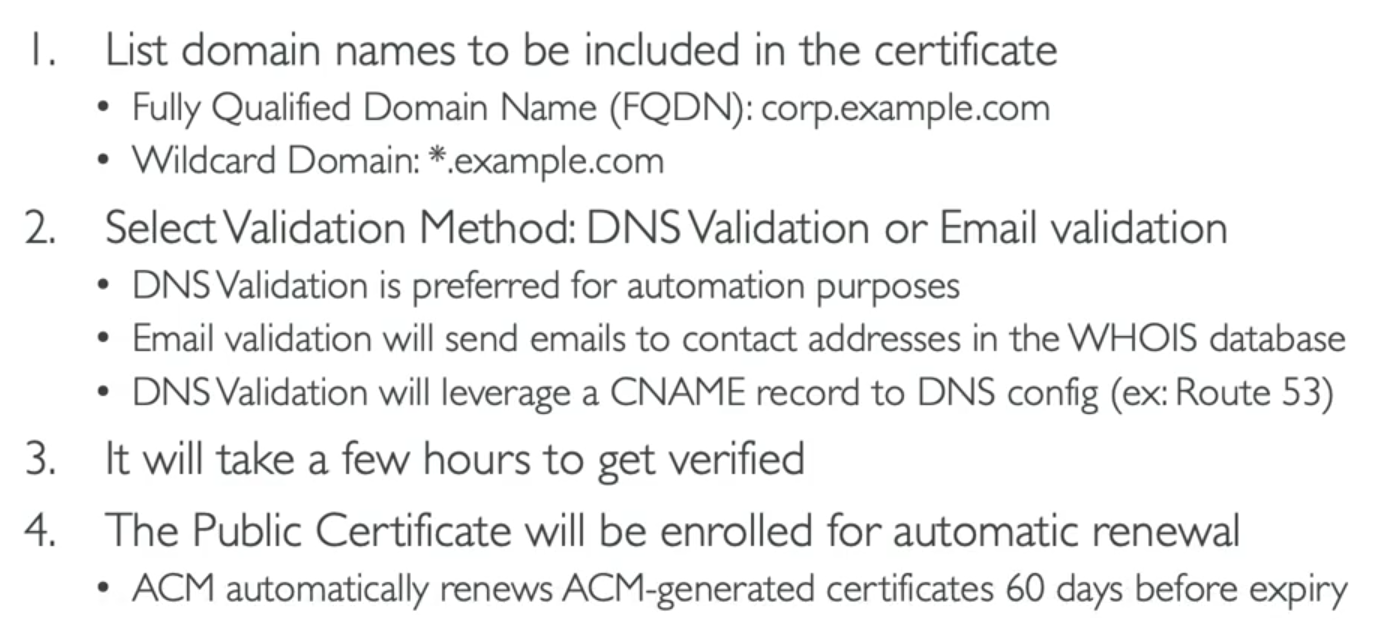 1. List domain names to be included in the certificate
• Fully Qualified Domain Name (FQDN): corp.example.com
• Wildcard Domain: *.example.com
2. Select Validation Method: DNS Validation or Email validation
• DNS Validation is preferred for automation purposes
• Email validation will send emails to contact addresses in the WHOIS database
• DNS Validation will leverage a CNAME record to DNS config (ex: Route 53)
3. It will take a few hours to get verified
4. The Public Certificate will be enrolled for automatic renewal
• ACM automatically renews ACM-generated certificates 60 days before expiry